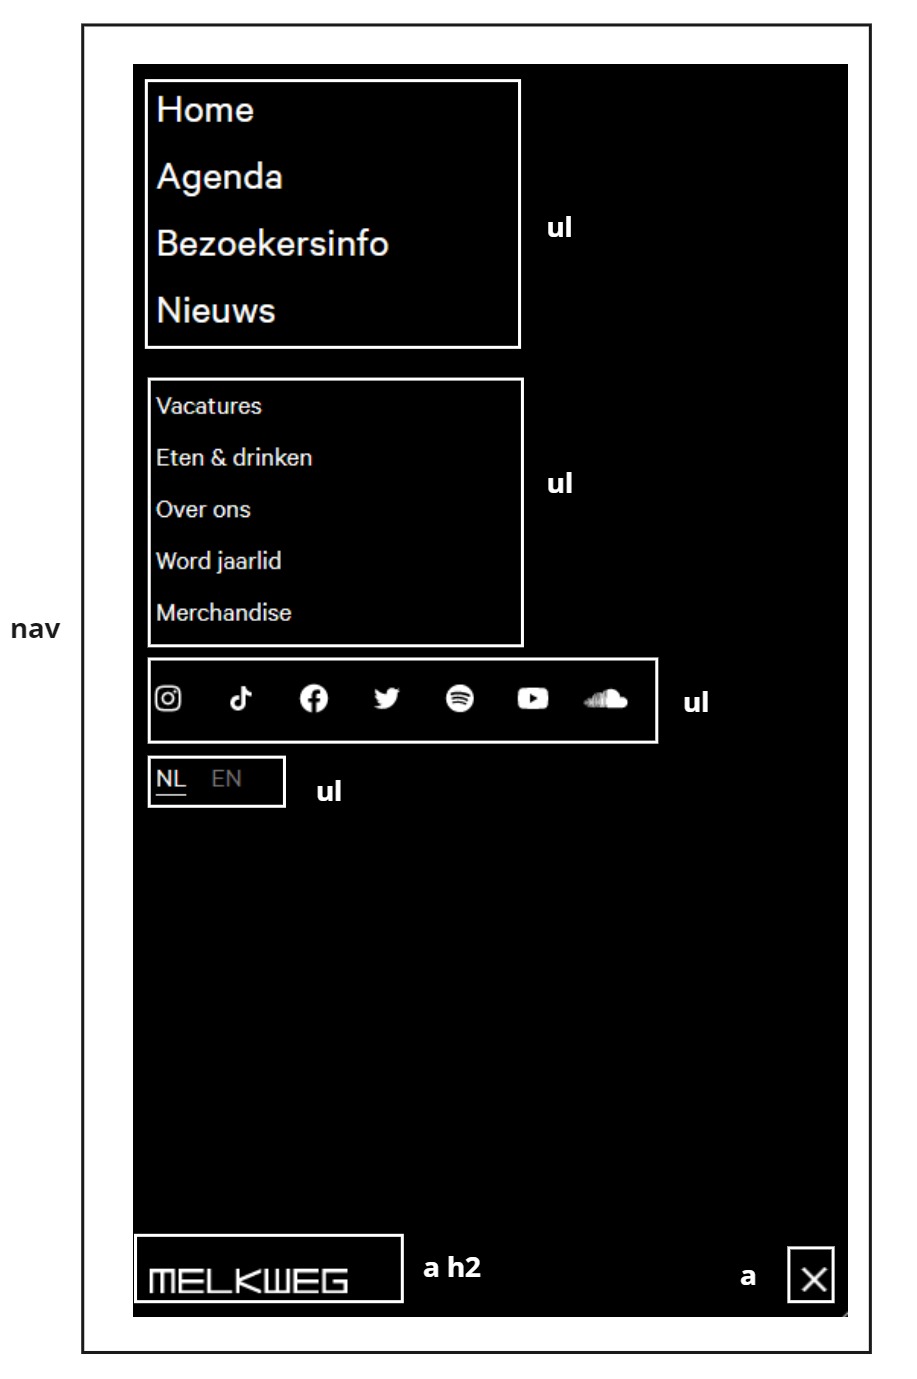 Home
Agenda
ul
Bezoekersinfo
Nieuws
Vacatures
Eten & drinken
ul
Over ons
Word jaarlid
Merchandise
nav
ul
NL EN
ul
MELKWEG
a h2
a